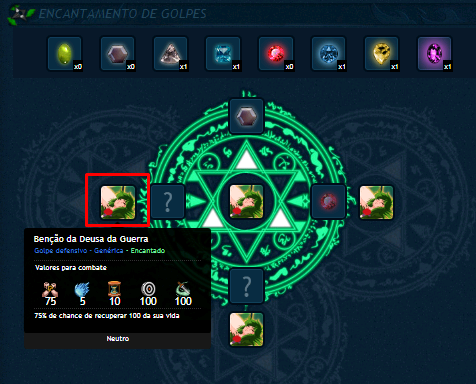 ENCANTAMENTO DE GOLPES
x0 x0 x1 x1 x0 x1 x1 x1
? 
?
Benção da Deusa da Guerra
Golpe defensivo - Genérica - Encantado
Valores para combate
75 5 10 100 100
75% de chance de recuperar 100 da sua vida
Neutro